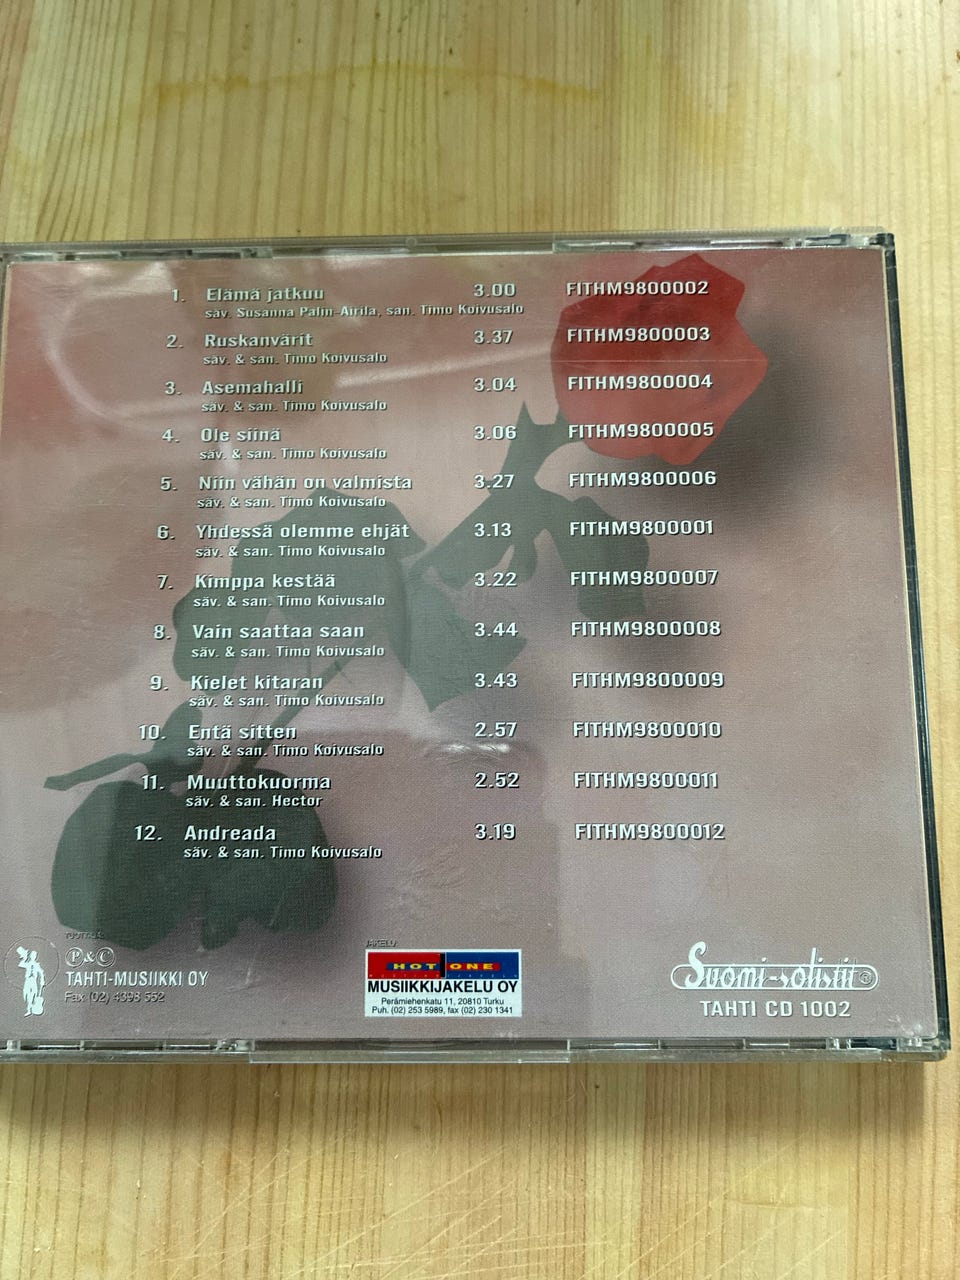 1. Elämä jatkuu 3.00 FITHM9800002
säv. Susanna Palin-Airila, san. Timo Koivusalo
2. Ruskanvärit 3.37 FITHM9800003
säv. & san. Timo Koivusalo
3. Asemahalli 3.04 FITHM9800004
säv. & san. Timo Koivusalo
4. Ole siinä 3.06 FITHM9800005
säv. & san. Timo Koivusalo
5. Niin vähän on valmista 3.27 FITHM9800006
säv. & san. Timo Koivusalo
6. Yhdessä olemme ehjät 3.13 FITHM9800001
säv. & san. Timo Koivusalo
7. Kimppa kestää 3.22 FITHM9800007
säv. & san. Timo Koivusalo
8. Vain saattaa saan 3.44 FITHM9800008
säv. & san. Timo Koivusalo
9. Kielet kitaran 3.43 FITHM9800009
säv. & san. Timo Koivusalo
10. Entä sitten 2.57 FITHM9800010
säv. & san. Timo Koivusalo
11. Muuttokuorma 2.52 FITHM9800011
säv. & san. Hector
12. Andreada 3.19 FITHM9800012
säv. & san. Timo Koivusalo
TUOTTAJA:
P & C
TAHTI-MUSIIKKI OY
Fax (02) 4393 552
JAKELU:
HOT ONE
MUSIIKKIJAKELU OY
Perämiehenkatu 11, 20810 Turku
Puh. (02) 253 5989, fax (02) 230 1341
Suomi-solistit ®
TAHTI CD 1002